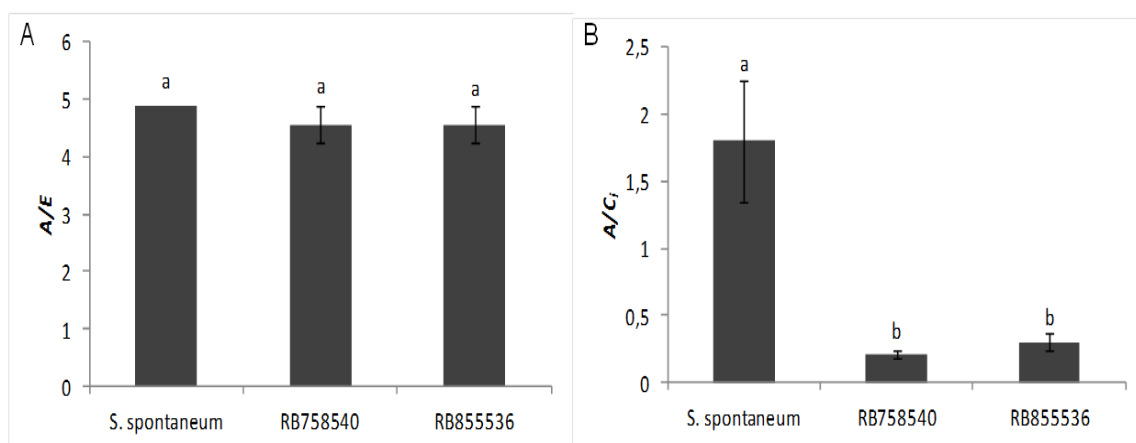 A
A/E
6
5
4
3
2
1
0
a
a
a
S. spontaneum
RB758540
RB855536
B
A/Ci
2,5
2
1,5
1
0,5
0
a
b
b
S. spontaneum
RB758540
RB855536